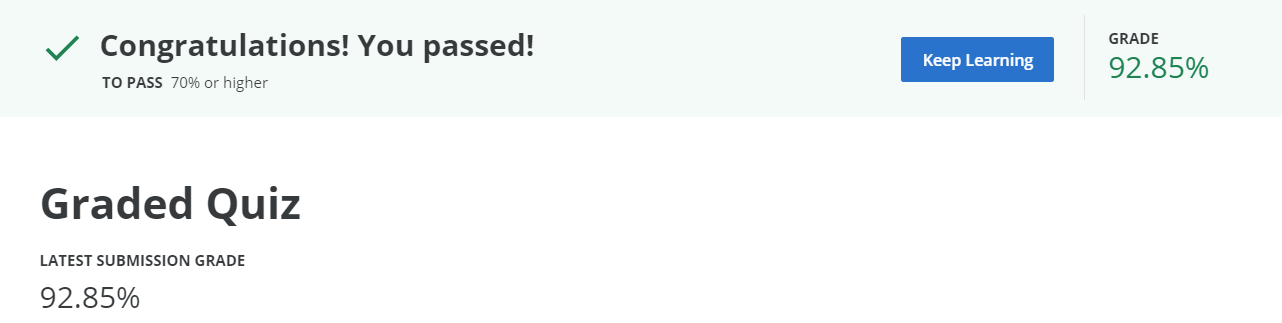 Congratulations! You passed!
TO PASS 70% or higher
Keep Learning
GRADE
92.85%
Graded Quiz
LATEST SUBMISSION GRADE
92.85%